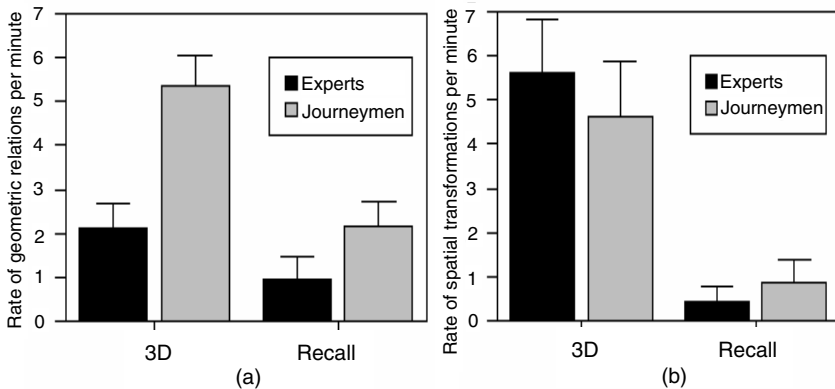 Rate of geometric relations per minute
7
6
5
4
3
2
1
0
Experts
Journeymen
3D
Recall
(a)
Rate of spatial transformations per minute
7
6
5
4
3
2
1
0
Experts
Journeymen
3D
Recall
(b)